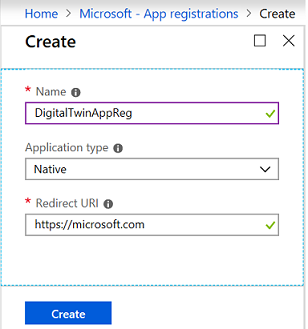 Home > Microsoft - App registrations > Create
Create
* Name
DigitalTwinAppReg
Application type
Native
* Redirect URI
https://microsoft.com
Create